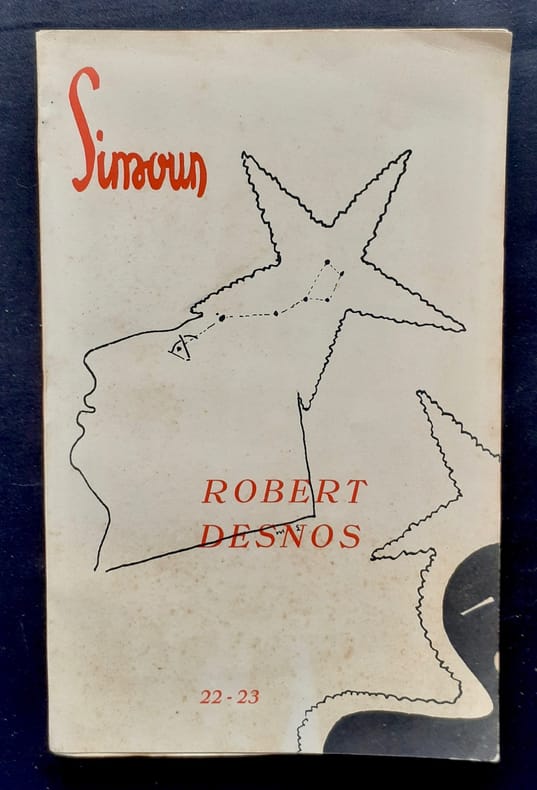 Simoun
ROBERT
DESNOS
22-23